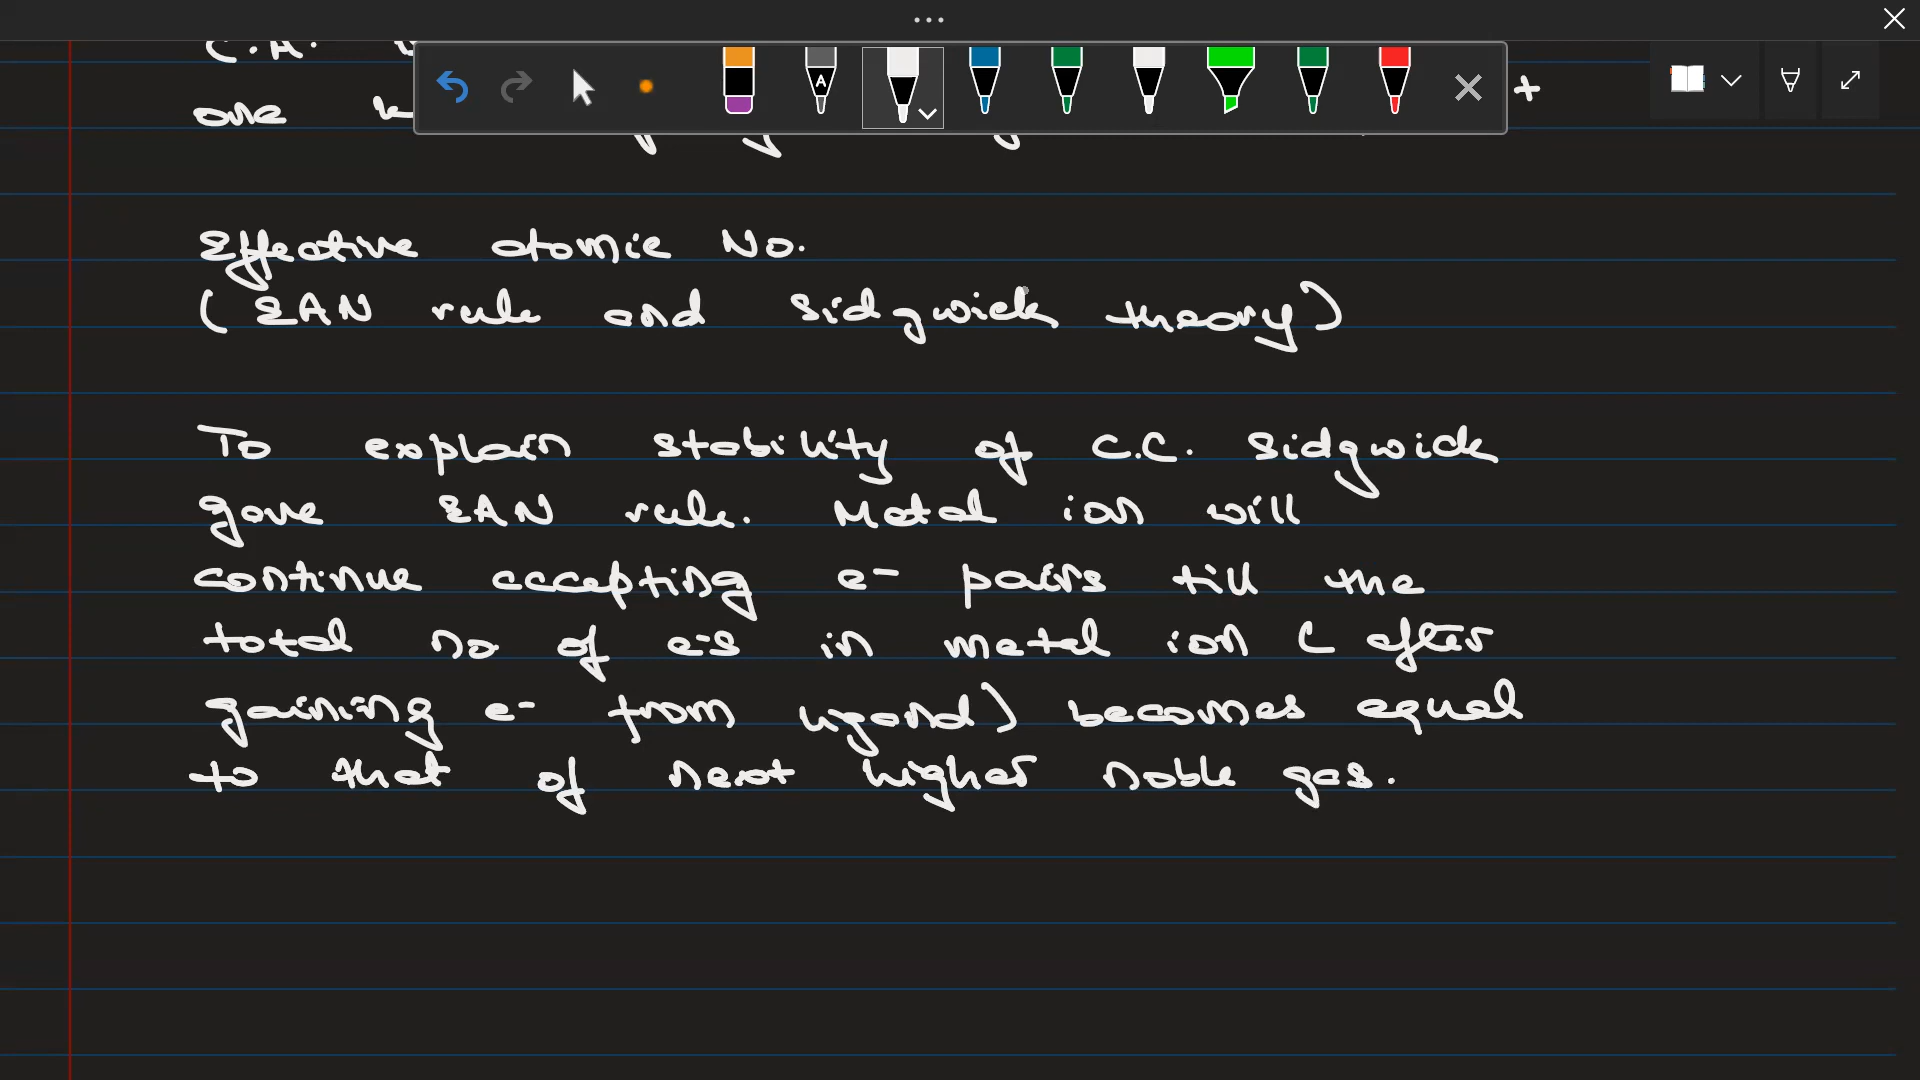 one
Effective atomic No.
(EAN rule and Sidgwick theory)
To explain stability of C.C. Sidgwick
gave EAN rule. Metal ion will
continue accepting e- pairs till the
total no of e-s in metal ion (after
gaining e- from ligand) becomes equal
to that of next higher noble gas.